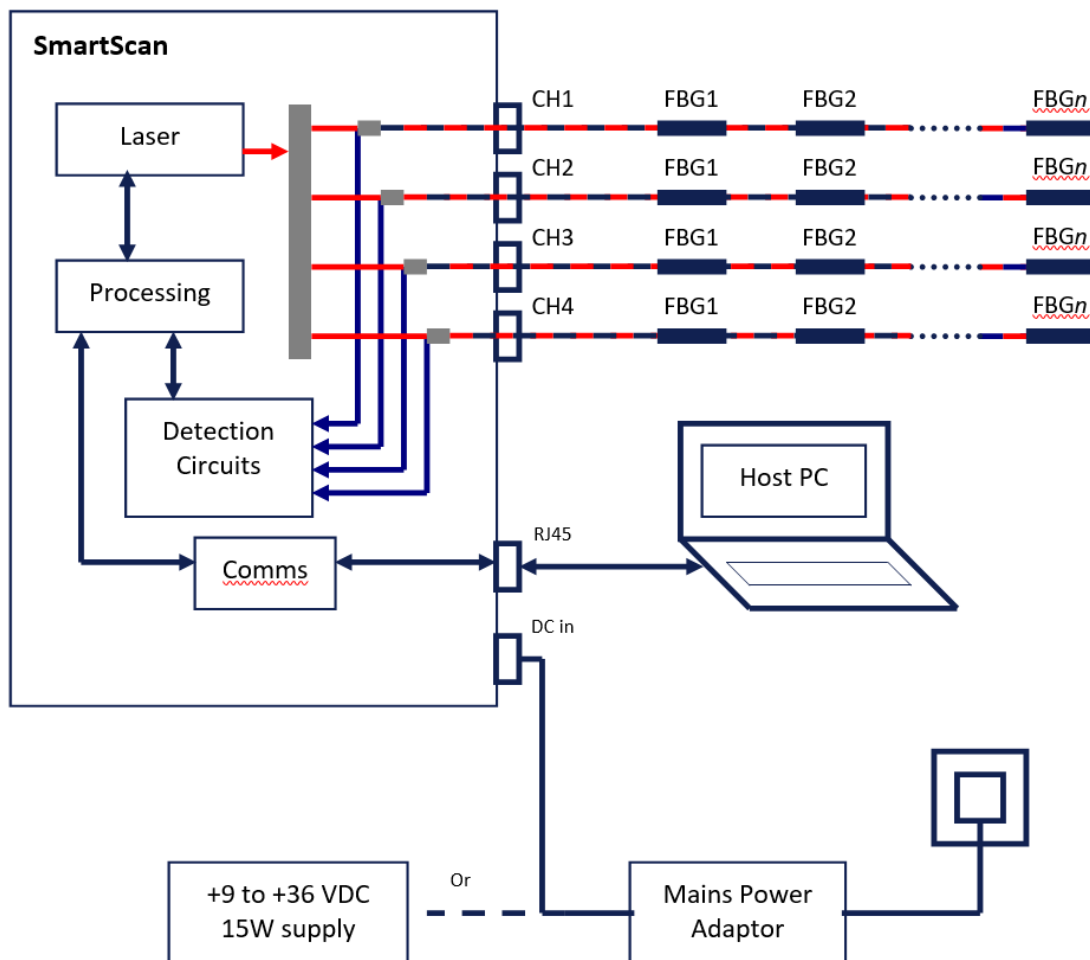 SmartScan
Laser
Processing
Detection
Circuits
Comms
CH1 FBG1 FBG2 FBGn
CH2 FBG1 FBG2 FBGn
CH3 FBG1 FBG2 FBGn
CH4 FBG1 FBG2 FBGn
Host PC
RJ45
DC in
+9 to +36 VDC
15W supply
Or
Mains Power
Adaptor